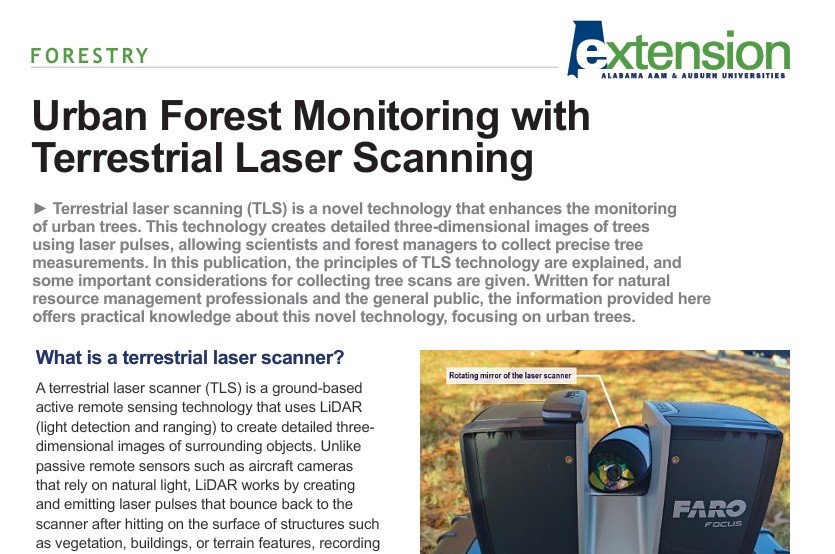 FORESTRY
extension
ALABAMA A&M & AUBURN UNIVERSITIES
Urban Forest Monitoring with
Terrestrial Laser Scanning
► Terrestrial laser scanning (TLS) is a novel technology that enhances the monitoring
of urban trees. This technology creates detailed three-dimensional images of trees
using laser pulses, allowing scientists and forest managers to collect precise tree
measurements. In this publication, the principles of TLS technology are explained, and
some important considerations for collecting tree scans are given. Written for natural
resource management professionals and the general public, the information provided here
offers practical knowledge about this novel technology, focusing on urban trees.
What is a terrestrial laser scanner?
A terrestrial laser scanner (TLS) is a ground-based
active remote sensing technology that uses LiDAR
(light detection and ranging) to create detailed three-
dimensional images of surrounding objects. Unlike
passive remote sensors such as aircraft cameras
that rely on natural light, LiDAR works by creating
and emitting laser pulses that bounce back to the
scanner after hitting on the surface of structures such
as vegetation, buildings, or terrain features, recording
Rotating mirror of the laser scanner
FARO
FOCUS